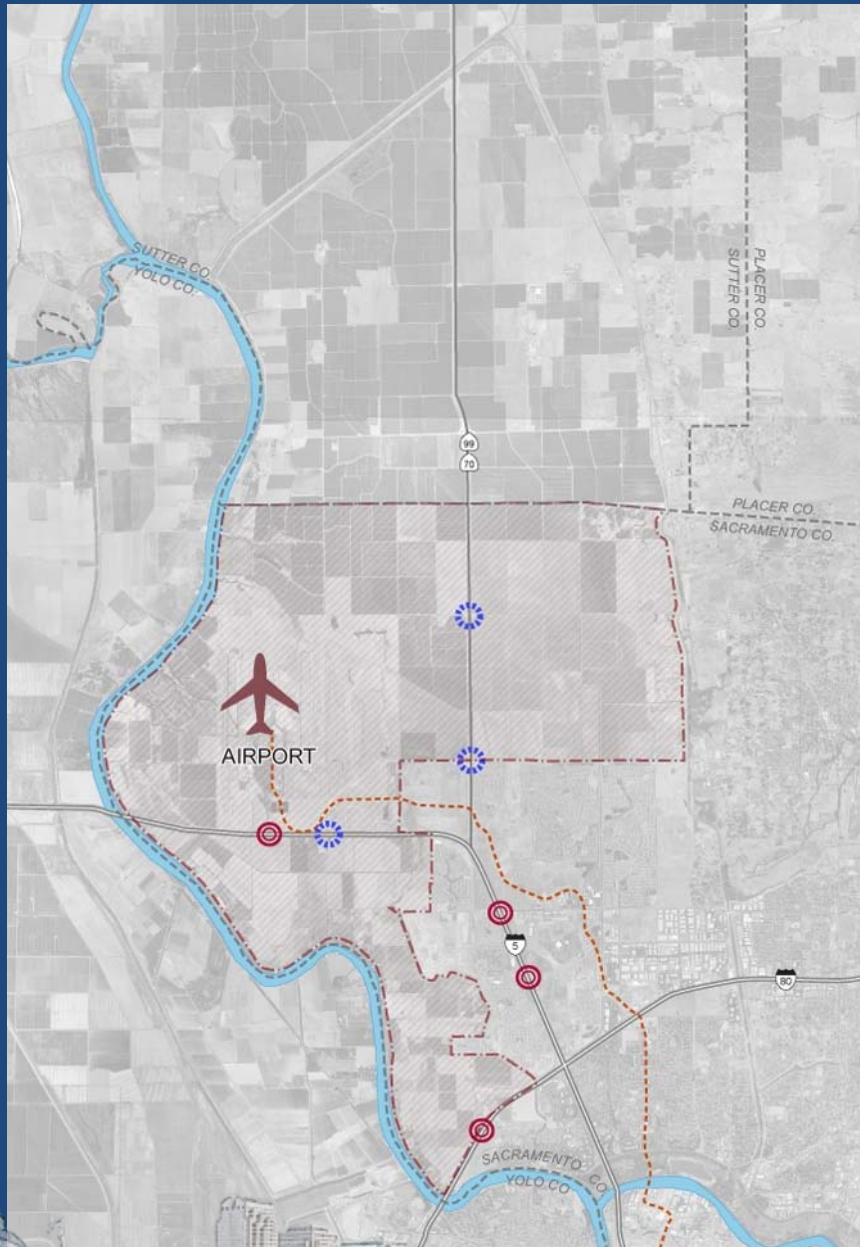 SUTTER CO.
YOLO CO.
PLACER CO.
SUTTER CO.
99
70
PLACER CO.
SACRAMENTO CO.
AIRPORT
5
80
SACRAMENTO CO.
YOLO CO